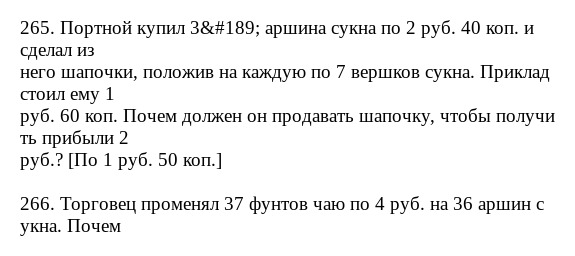 265. Портной купил 3&#189; аршина сукна по 2 руб. 40 коп. и
сделал из
него шапочки, положив на каждую по 7 вершков сукна. Приклад
стоил ему 1
руб. 60 коп. Почем должен он продавать шапочку, чтобы получи
ть прибыли 2
руб.? [По 1 руб. 50 коп.]
266. Торговец променял 37 фунтов чаю по 4 руб. на 36 аршин с
укна. Почем